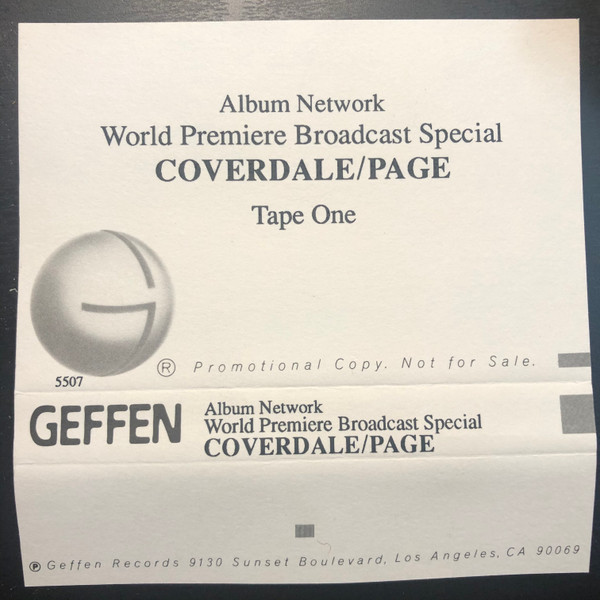 Album Network
World Premiere Broadcast Special
COVERDALE/PAGE
Tape One
® Promotional Copy. Not for Sale.
5507
GEFFEN
Album Network
World Premiere Broadcast Special
COVERDALE/PAGE
℗ Geffen Records 9130 Sunset Boulevard, Los Angeles, CA 90069